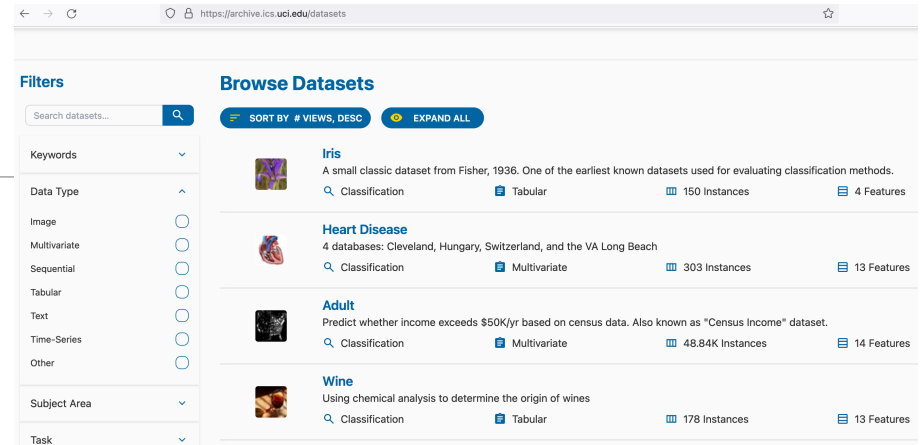 https://archive.ics.uci.edu/datasets
Filters
Search datasets...
Keywords
Data Type
Image
Multivariate
Sequential
Tabular
Text
Time-Series
Other
Subject Area
Task
Browse Datasets
SORT BY # VIEWS, DESC EXPAND ALL
Iris
A small classic dataset from Fisher, 1936. One of the earliest known datasets used for evaluating classification methods.
Classification Tabular 150 Instances 4 Features
Heart Disease
4 databases: Cleveland, Hungary, Switzerland, and the VA Long Beach
Classification Multivariate 303 Instances 13 Features
Adult
Predict whether income exceeds $50K/yr based on census data. Also known as "Census Income" dataset.
Classification Multivariate 48.84K Instances 14 Features
Wine
Using chemical analysis to determine the origin of wines
Classification Tabular 178 Instances 13 Features